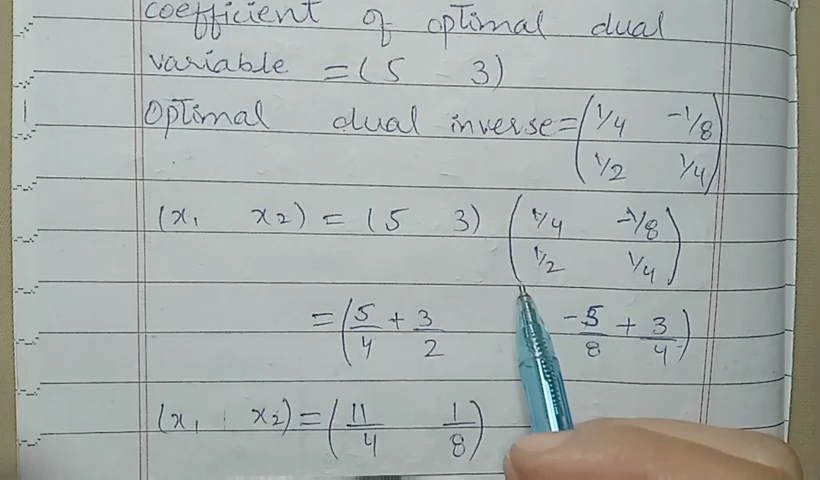 coefficient of optimal dual
variable = (5 3)
Optimal dual inverse = (1/4 -1/8
1/2 1/4)
(x1 x2) = (5 3) (1/4 -1/8
1/2 1/4)
= (5/4 + 3/2 -5/8 + 3/4)
(x1 x2) = (11/4 1/8)